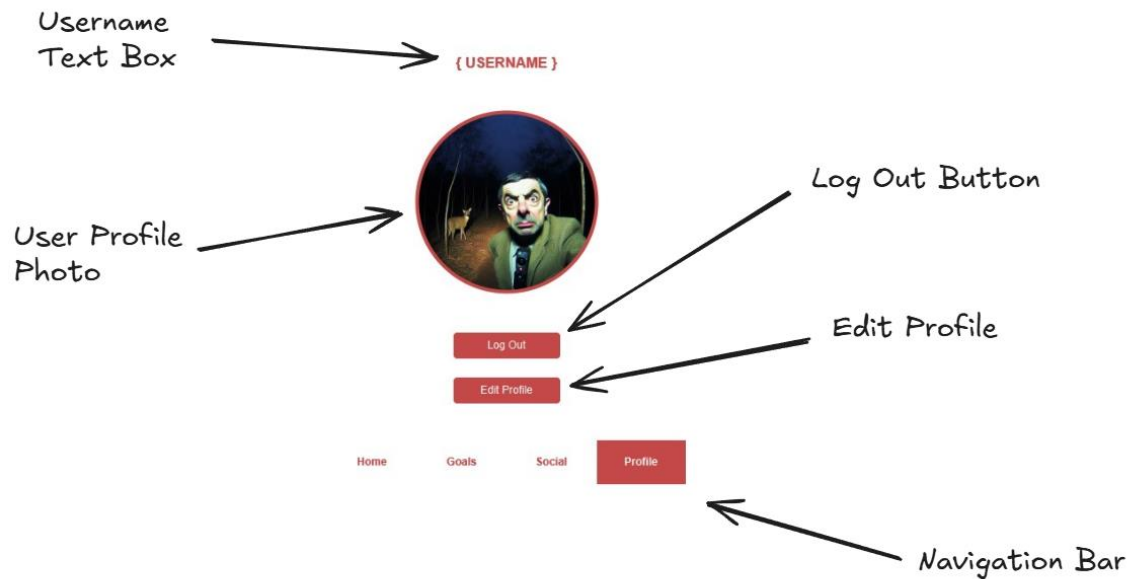 Username
Text Box
{ USERNAME }
Log Out Button
User Profile
Photo
Edit Profile
Log Out
Edit Profile
Home Goals Social Profile
Navigation Bar